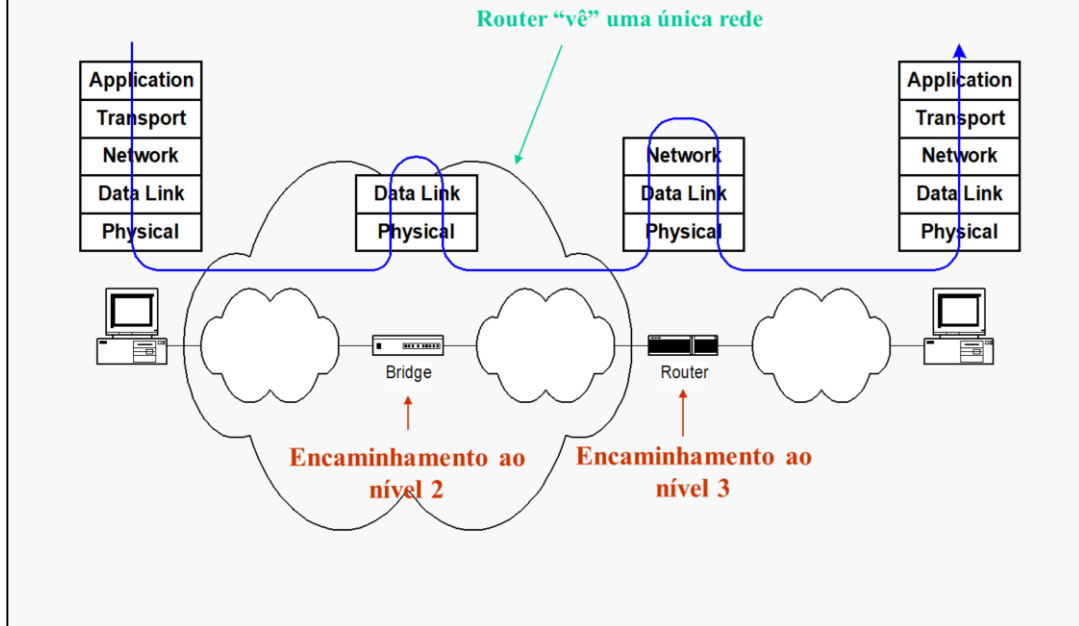 Router “vê” uma única rede
Application
Transport
Network
Data Link
Physical
Data Link
Physical
Network
Data Link
Physical
Application
Transport
Network
Data Link
Physical
Bridge
Router
Encaminhamento ao
nível 2
Encaminhamento ao
nível 3